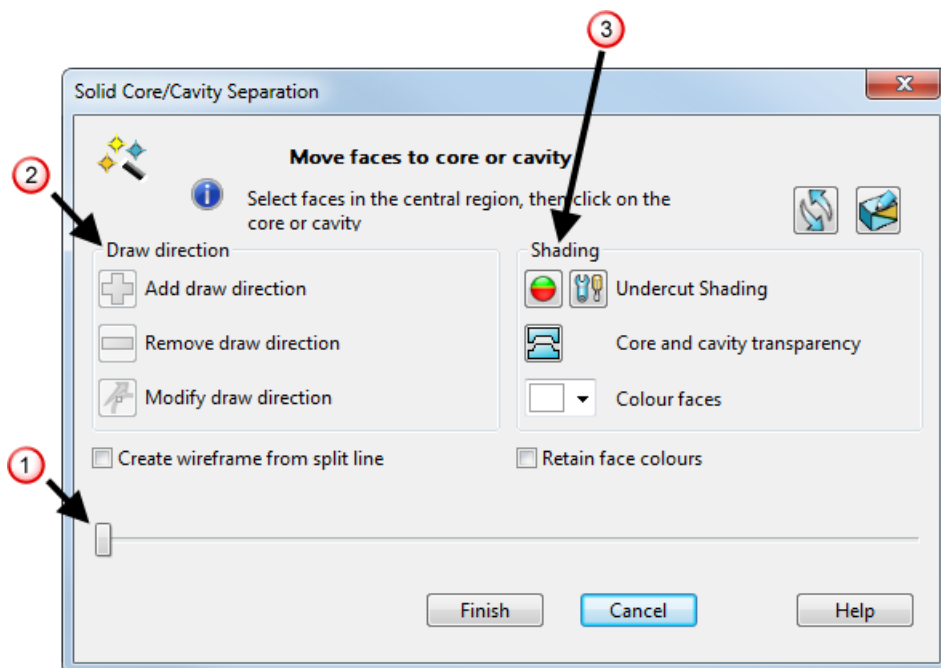 3
Solid Core/Cavity Separation
x
Move faces to core or cavity
2
i
Select faces in the central region, then click on the
core or cavity
Draw direction
Add draw direction
Remove draw direction
Modify draw direction
Shading
Undercut Shading
Core and cavity transparency
Colour faces
1
Create wireframe from split line
Retain face colours
Finish
Cancel
Help